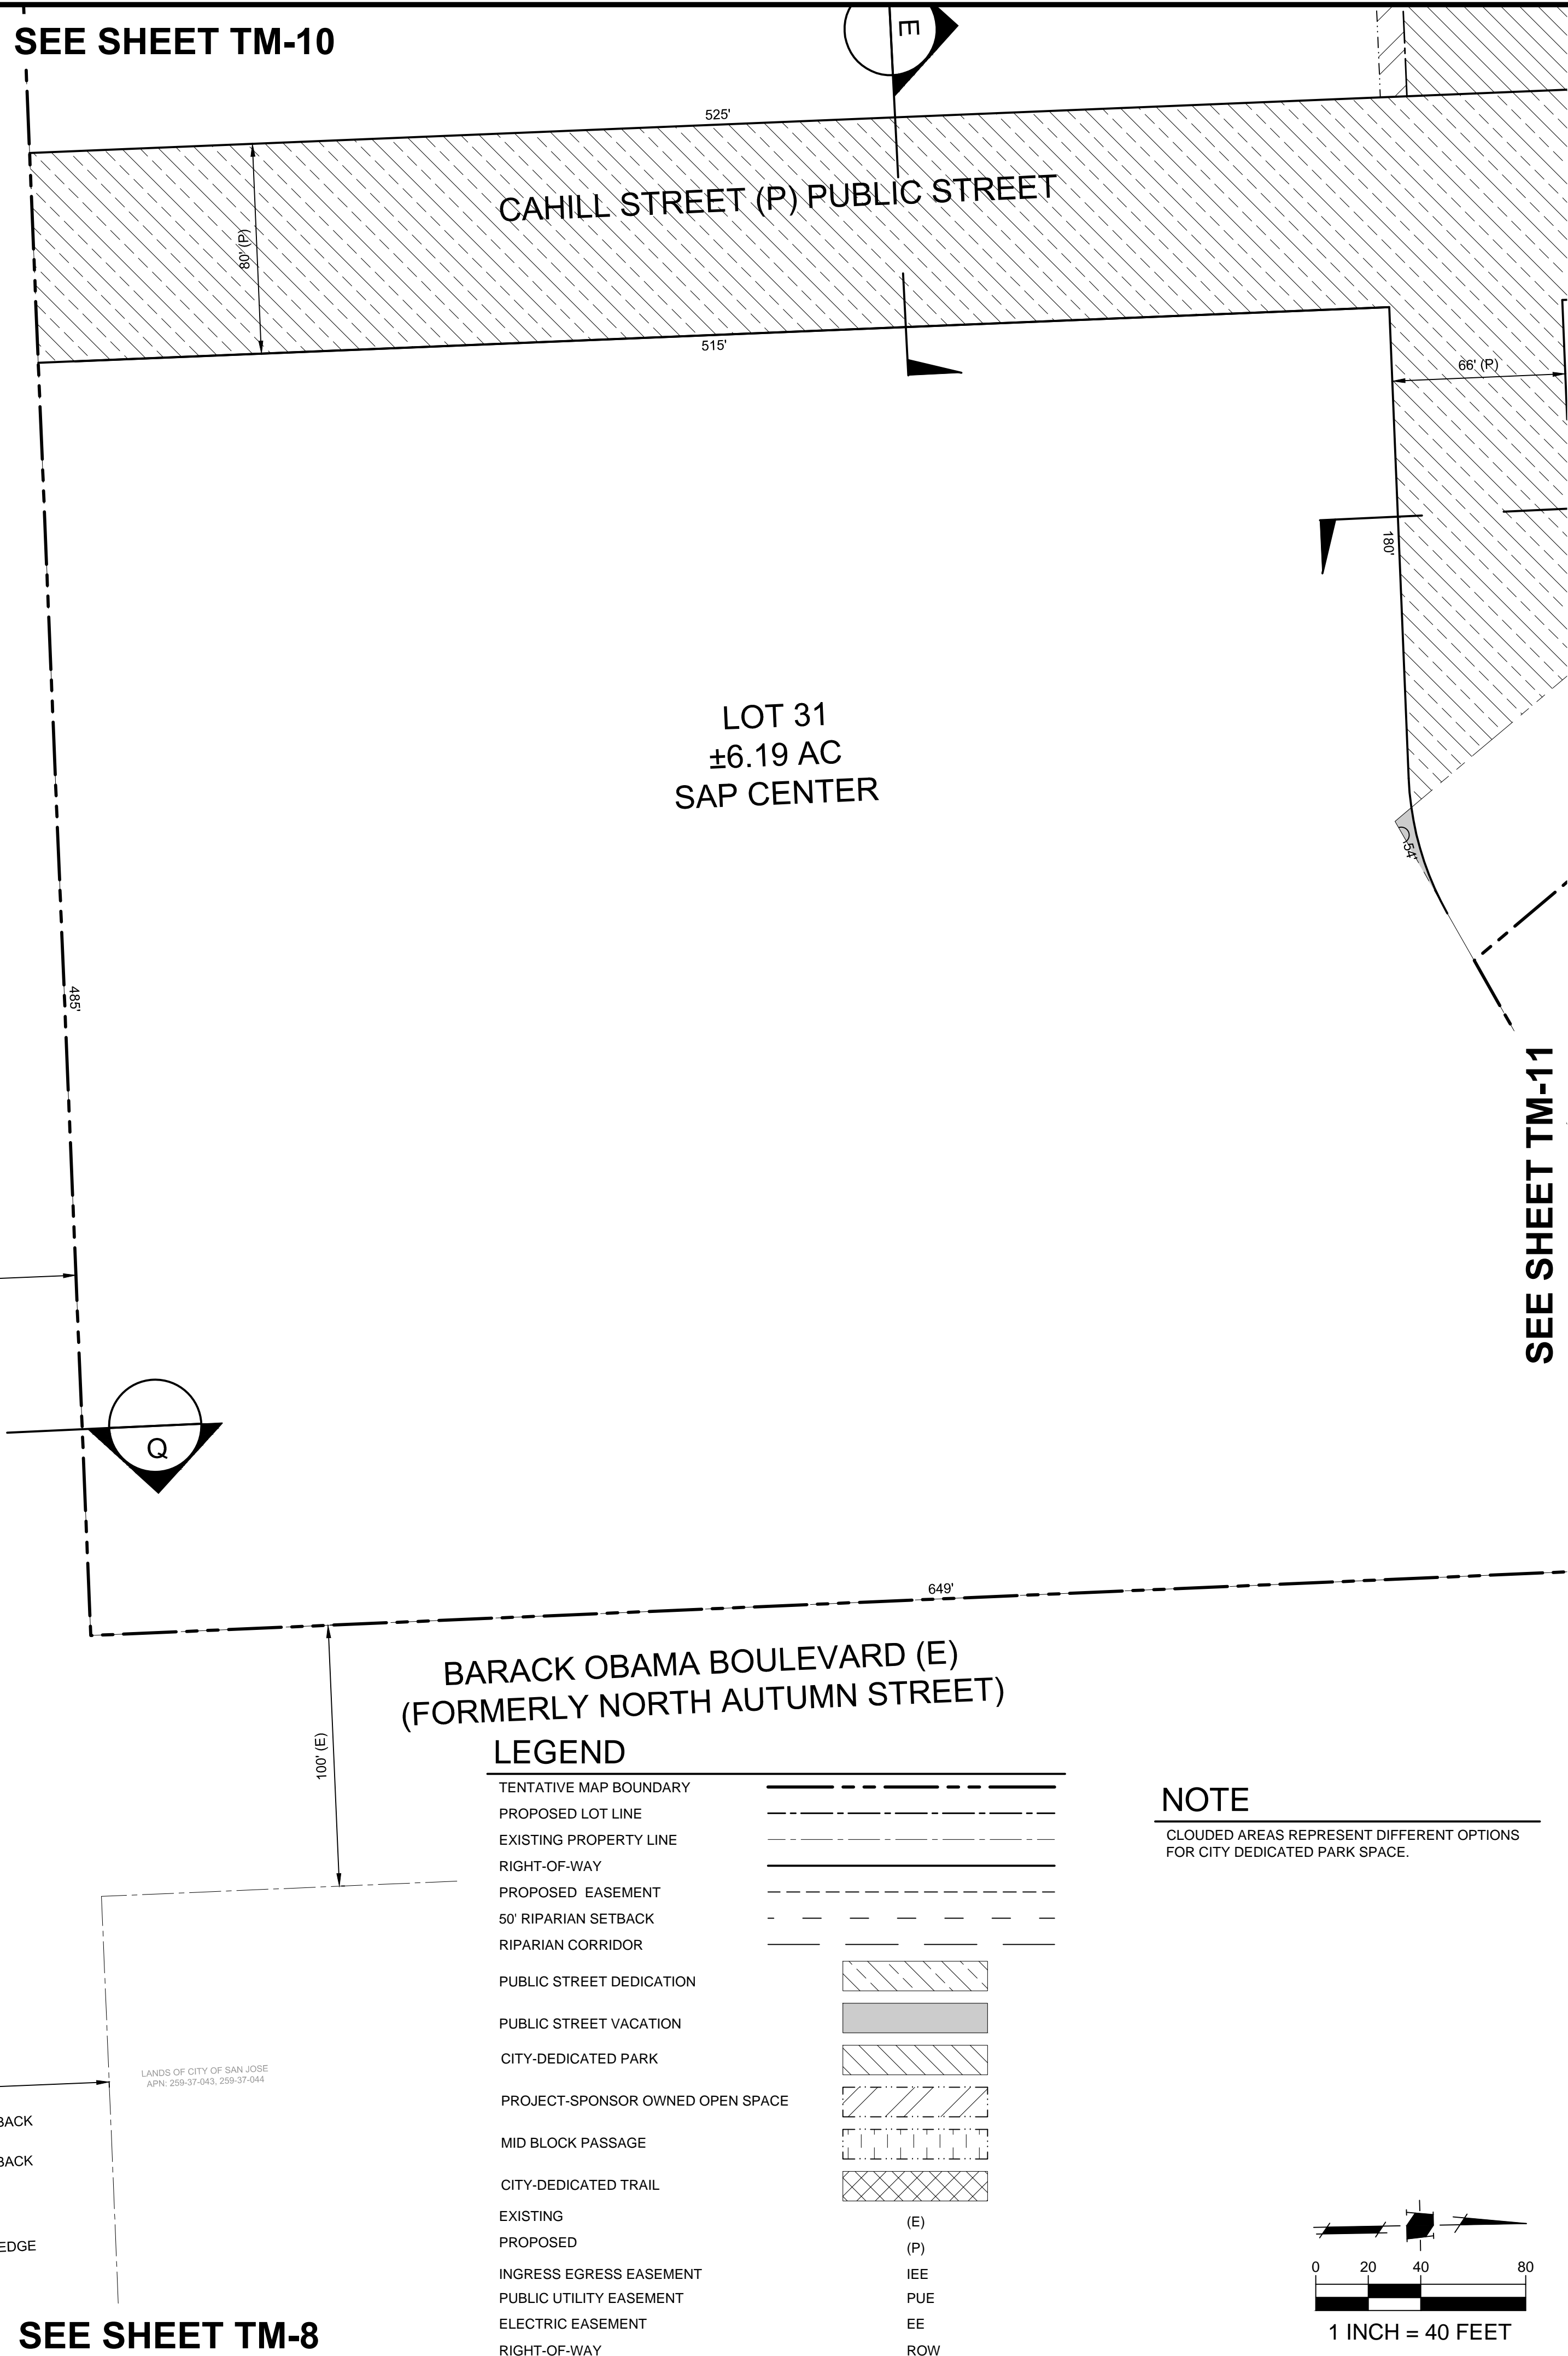 SEE SHEET TM-10
E
525'
CAHILL STREET (P) PUBLIC STREET
80' (P)
515'
66' (P)
180'
LOT 31
±6.19 AC
SAP CENTER
54'
485'
SEE SHEET TM-11
Q
649'
BARACK OBAMA BOULEVARD (E)
(FORMERLY NORTH AUTUMN STREET)
100' (E)
LEGEND
TENTATIVE MAP BOUNDARY
PROPOSED LOT LINE
EXISTING PROPERTY LINE
RIGHT-OF-WAY
PROPOSED EASEMENT
50' RIPARIAN SETBACK
RIPARIAN CORRIDOR
PUBLIC STREET DEDICATION
PUBLIC STREET VACATION
CITY-DEDICATED PARK
PROJECT-SPONSOR OWNED OPEN SPACE
MID BLOCK PASSAGE
CITY-DEDICATED TRAIL
EXISTING (E)
PROPOSED (P)
INGRESS EGRESS EASEMENT IEE
PUBLIC UTILITY EASEMENT PUE
ELECTRIC EASEMENT EE
RIGHT-OF-WAY ROW
NOTE
CLOUDED AREAS REPRESENT DIFFERENT OPTIONS
FOR CITY DEDICATED PARK SPACE.
LANDS OF CITY OF SAN JOSE
APN: 259-37-043, 259-37-044
BACK
BACK
EDGE
SEE SHEET TM-8
0 20 40 80
1 INCH = 40 FEET